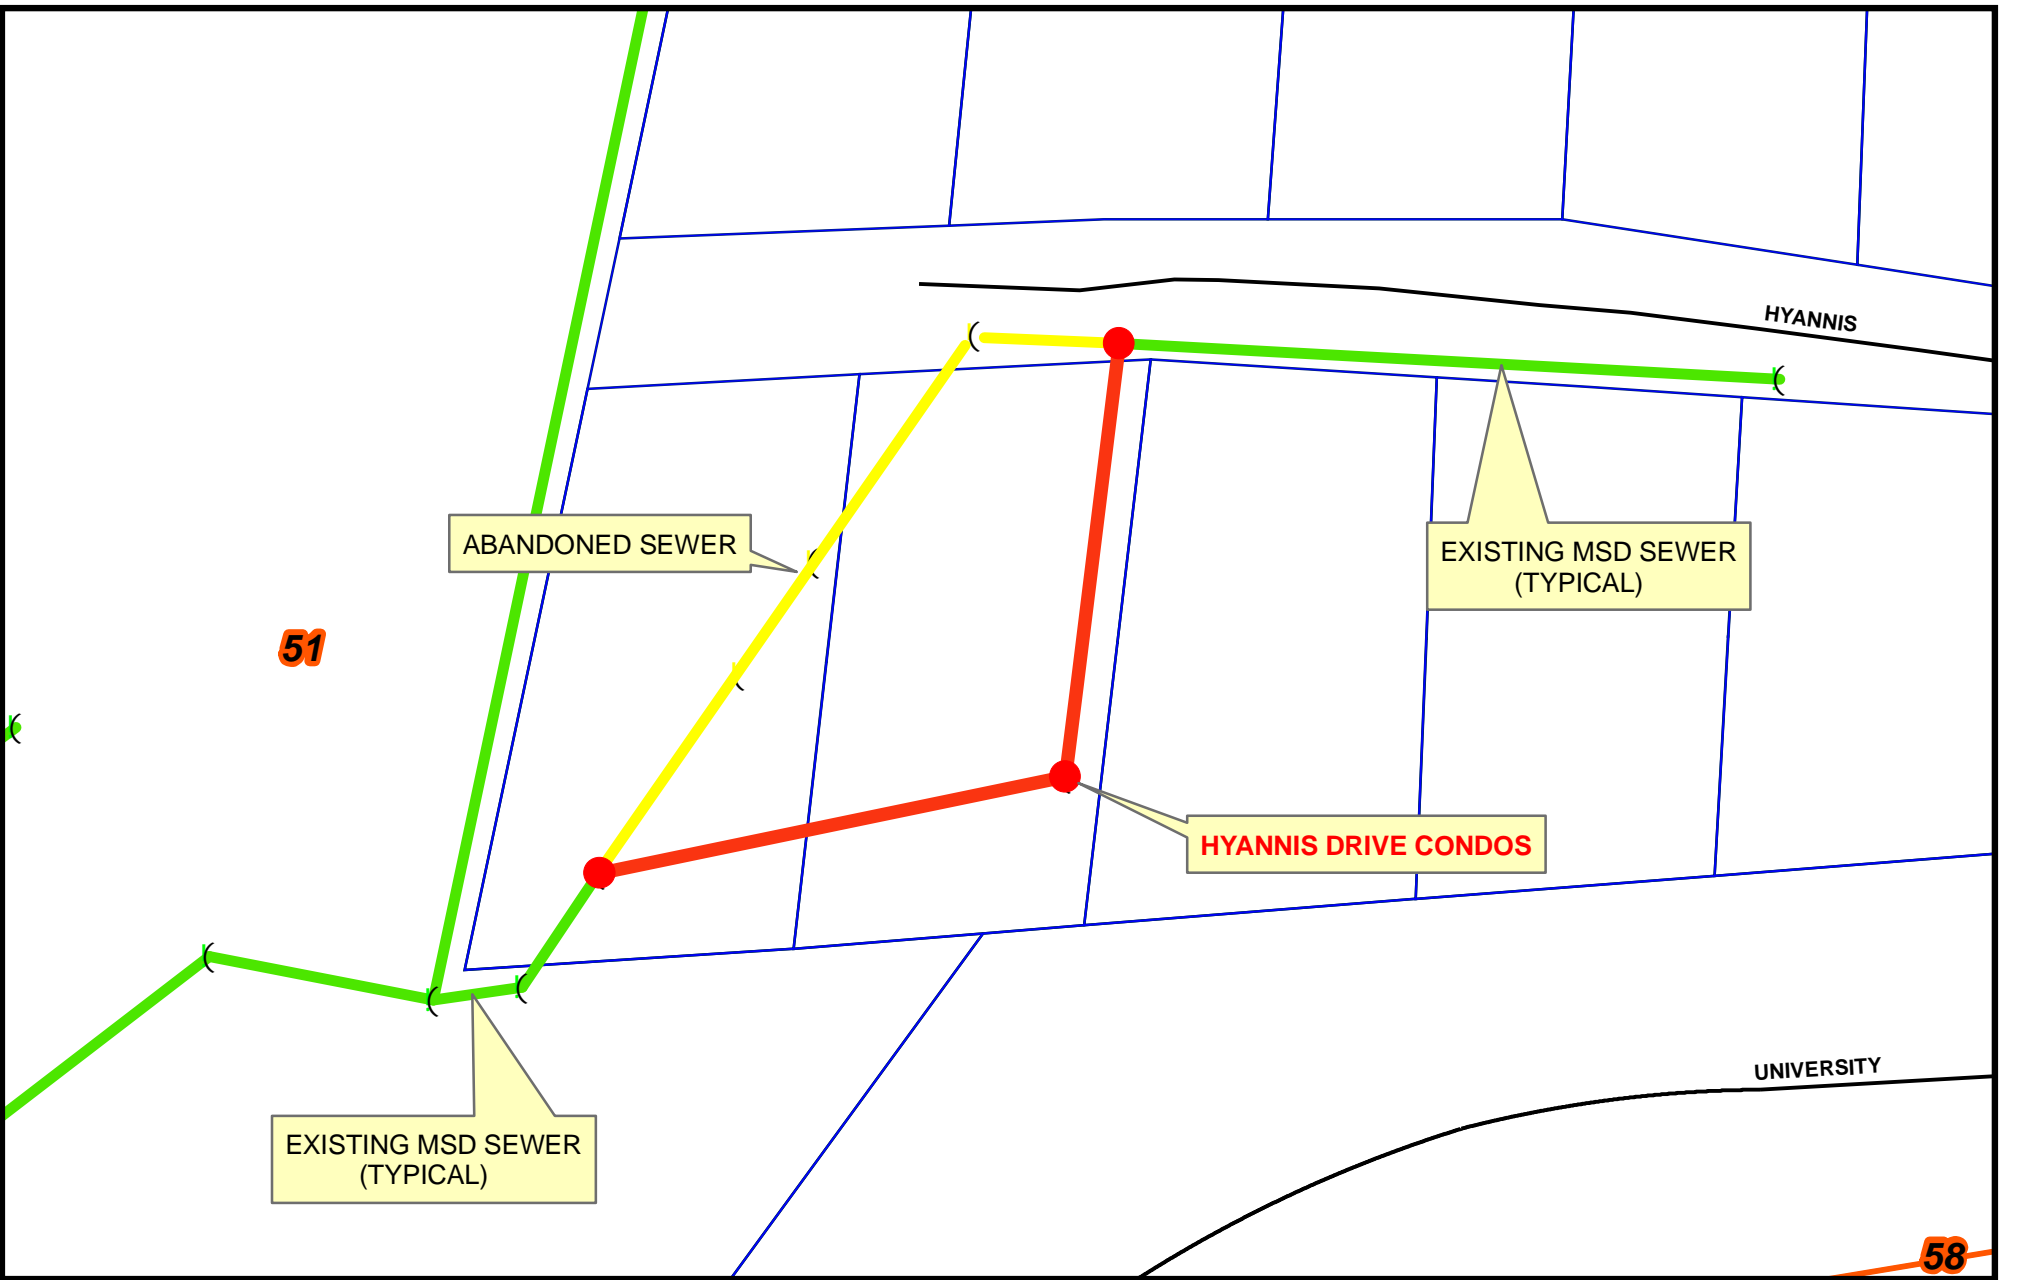 HYANNIS
ABANDONED SEWER
EXISTING MSD SEWER
(TYPICAL)
51
HYANNIS DRIVE CONDOS
UNIVERSITY
EXISTING MSD SEWER
(TYPICAL)
58